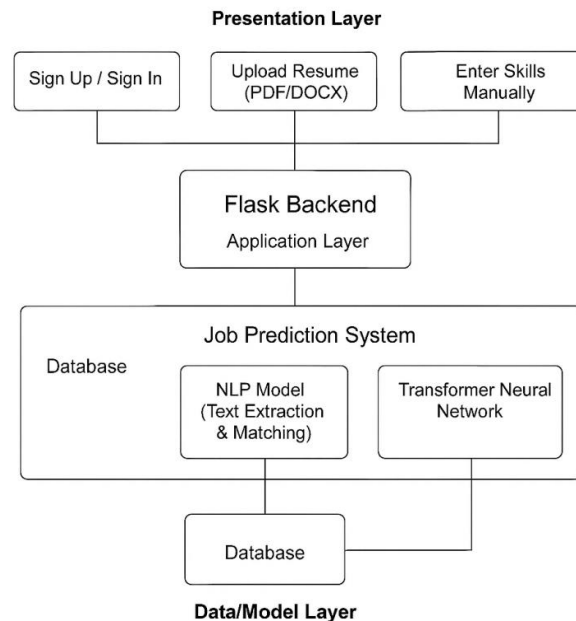 Presentation Layer
Sign Up / Sign In
Upload Resume
(PDF/DOCX)
Enter Skills
Manually
Flask Backend
Application Layer
Job Prediction System
Database
NLP Model
(Text Extraction
& Matching)
Transformer Neural
Network
Database
Data/Model Layer